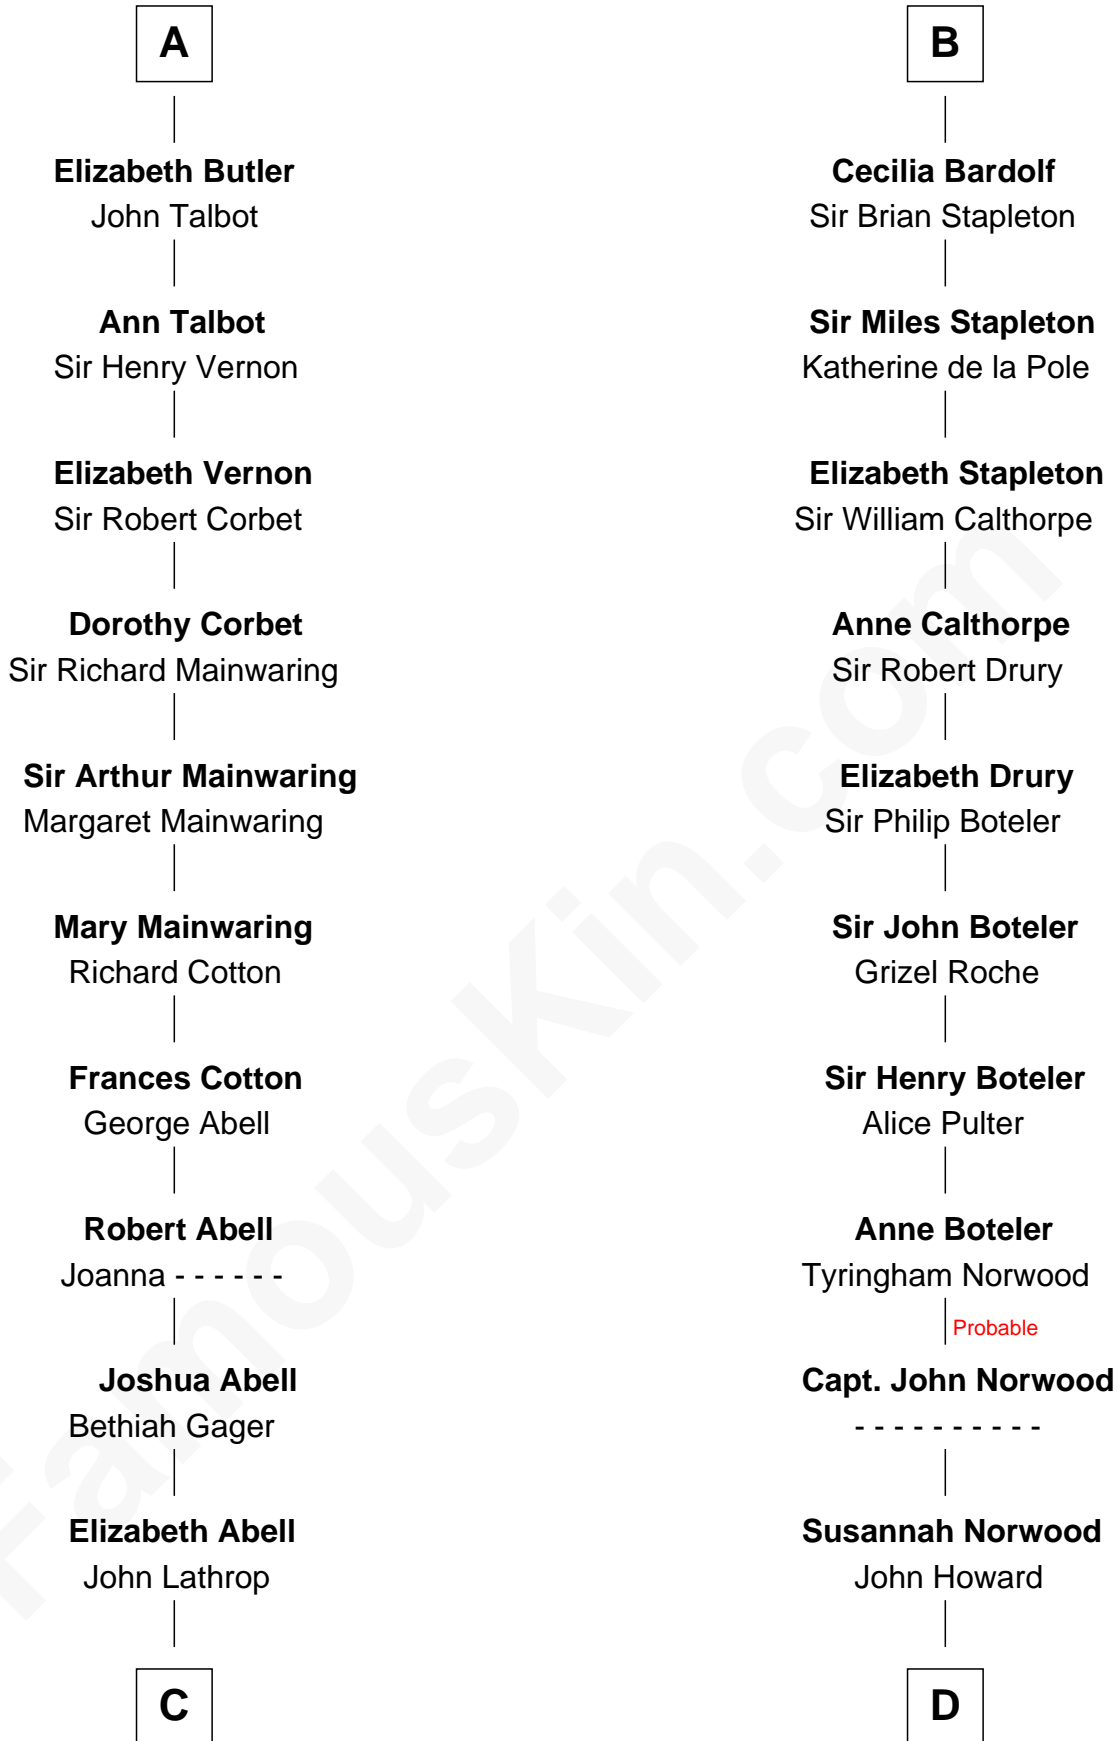 A
Elizabeth Butler
John Talbot
Ann Talbot
Sir Henry Vernon
Elizabeth Vernon
Sir Robert Corbet
Dorothy Corbet
Sir Richard Mainwaring
Sir Arthur Mainwaring
Margaret Mainwaring
Mary Mainwaring
Richard Cotton
Frances Cotton
George Abell
Robert Abell
Joanna - - - - - -
Joshua Abell
Bethiah Gager
Elizabeth Abell
John Lathrop
C
B
Cecilia Bardolf
Sir Brian Stapleton
Sir Miles Stapleton
Katherine de la Pole
Elizabeth Stapleton
Sir William Calthorpe
Anne Calthorpe
Sir Robert Drury
Elizabeth Drury
Sir Philip Boteler
Sir John Boteler
Grizel Roche
Sir Henry Boteler
Alice Pulter
Anne Boteler
Tyringham Norwood
Probable
Capt. John Norwood
- - - - - - - - - -
Susannah Norwood
John Howard
D
FamousKin.com